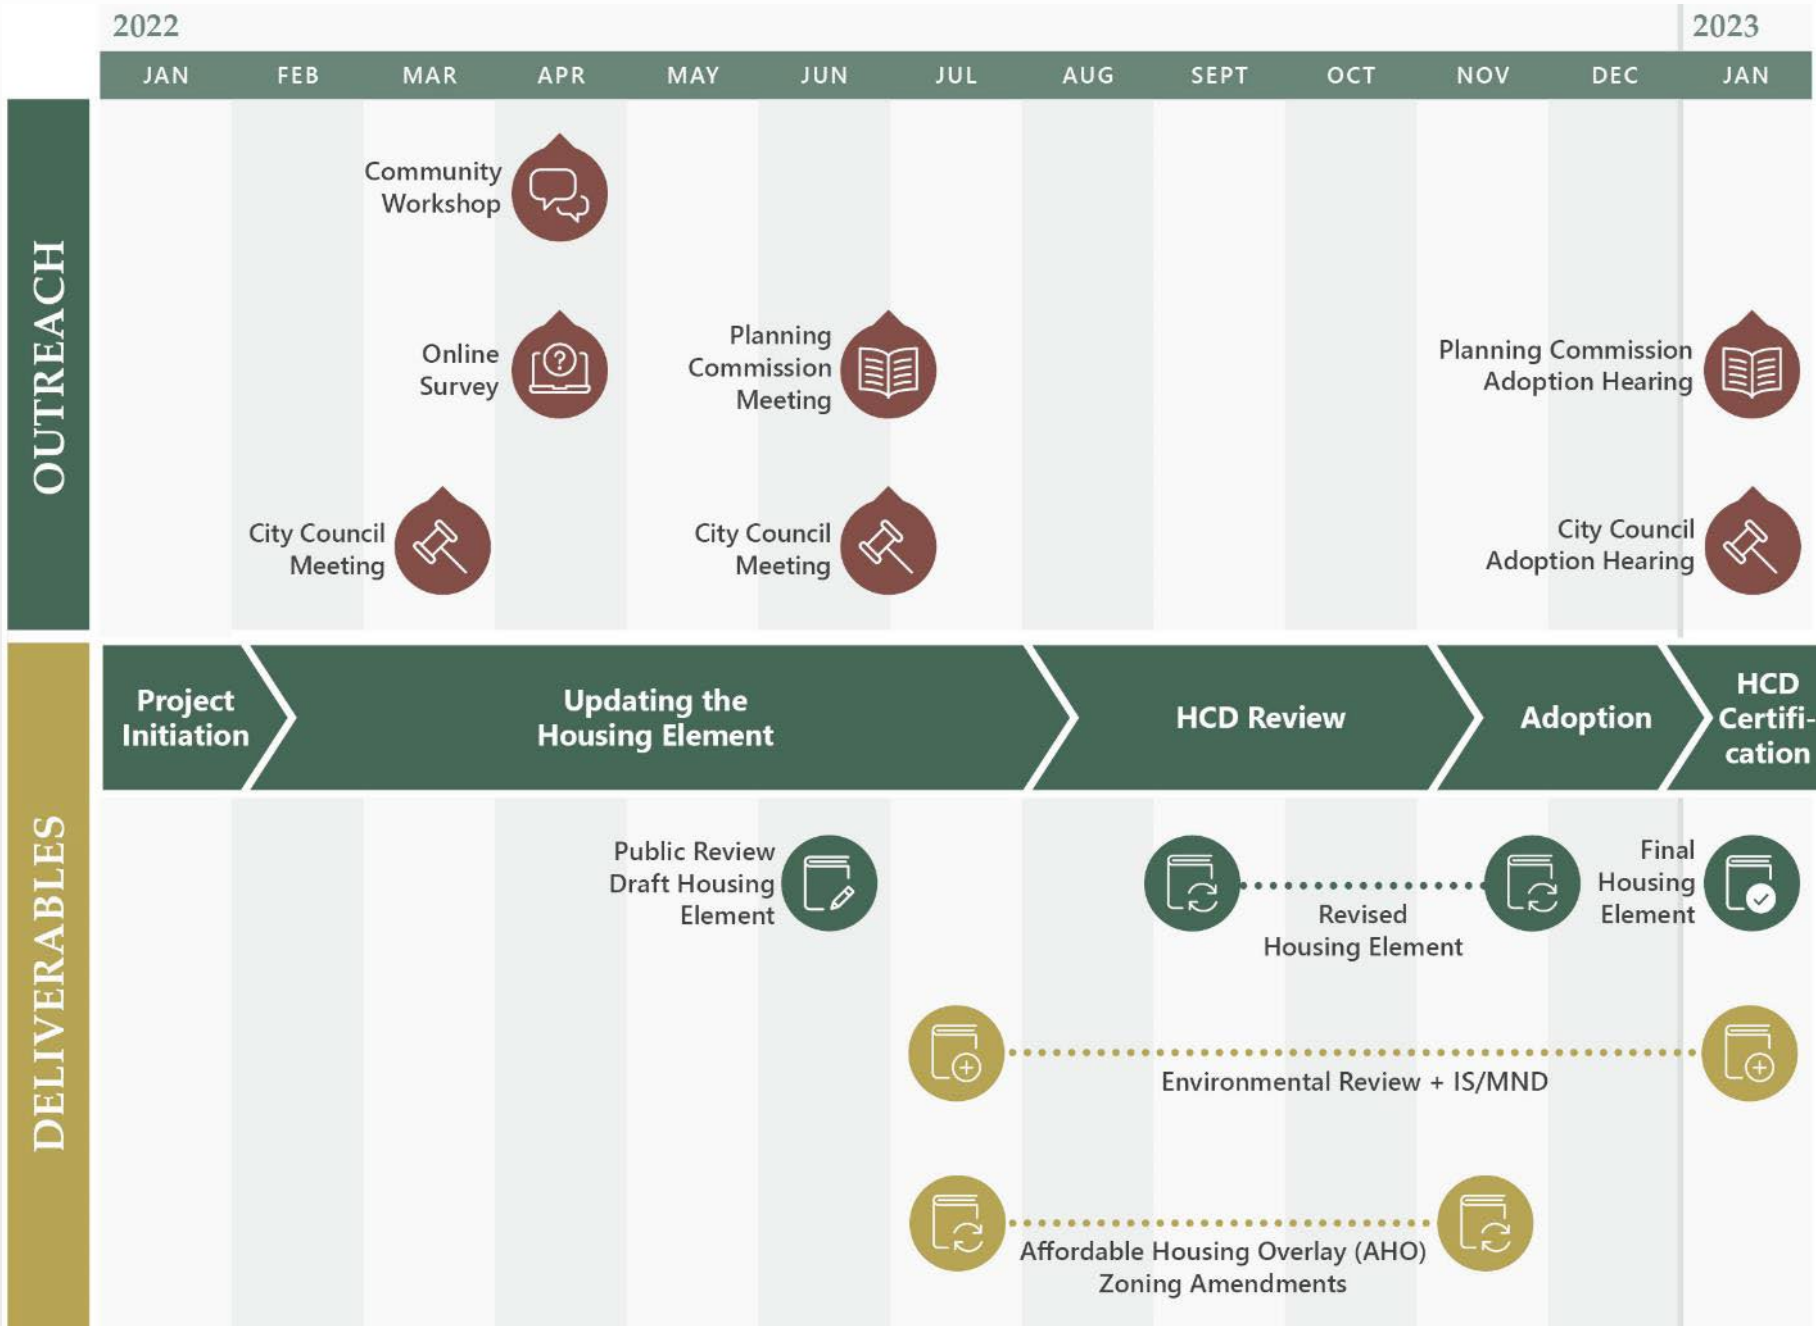 2022
2023
JAN
FEB
MAR
APR
MAY
JUN
JUL
AUG
SEPT
OCT
NOV
DEC
JAN
OUTREACH
Community
Workshop
Online
Survey
?
Planning
Commission
Meeting
Planning Commission
Adoption Hearing
City Council
Meeting
City Council
Meeting
City Council
Adoption Hearing
DELIVERABLES
Project
Initiation
Updating the
Housing Element
HCD Review
Adoption
HCD
Certifi-
cation
Public Review
Draft Housing
Element
Revised
Housing Element
Final
Housing
Element
Environmental Review + IS/MND
Affordable Housing Overlay (AHO)
Zoning Amendments